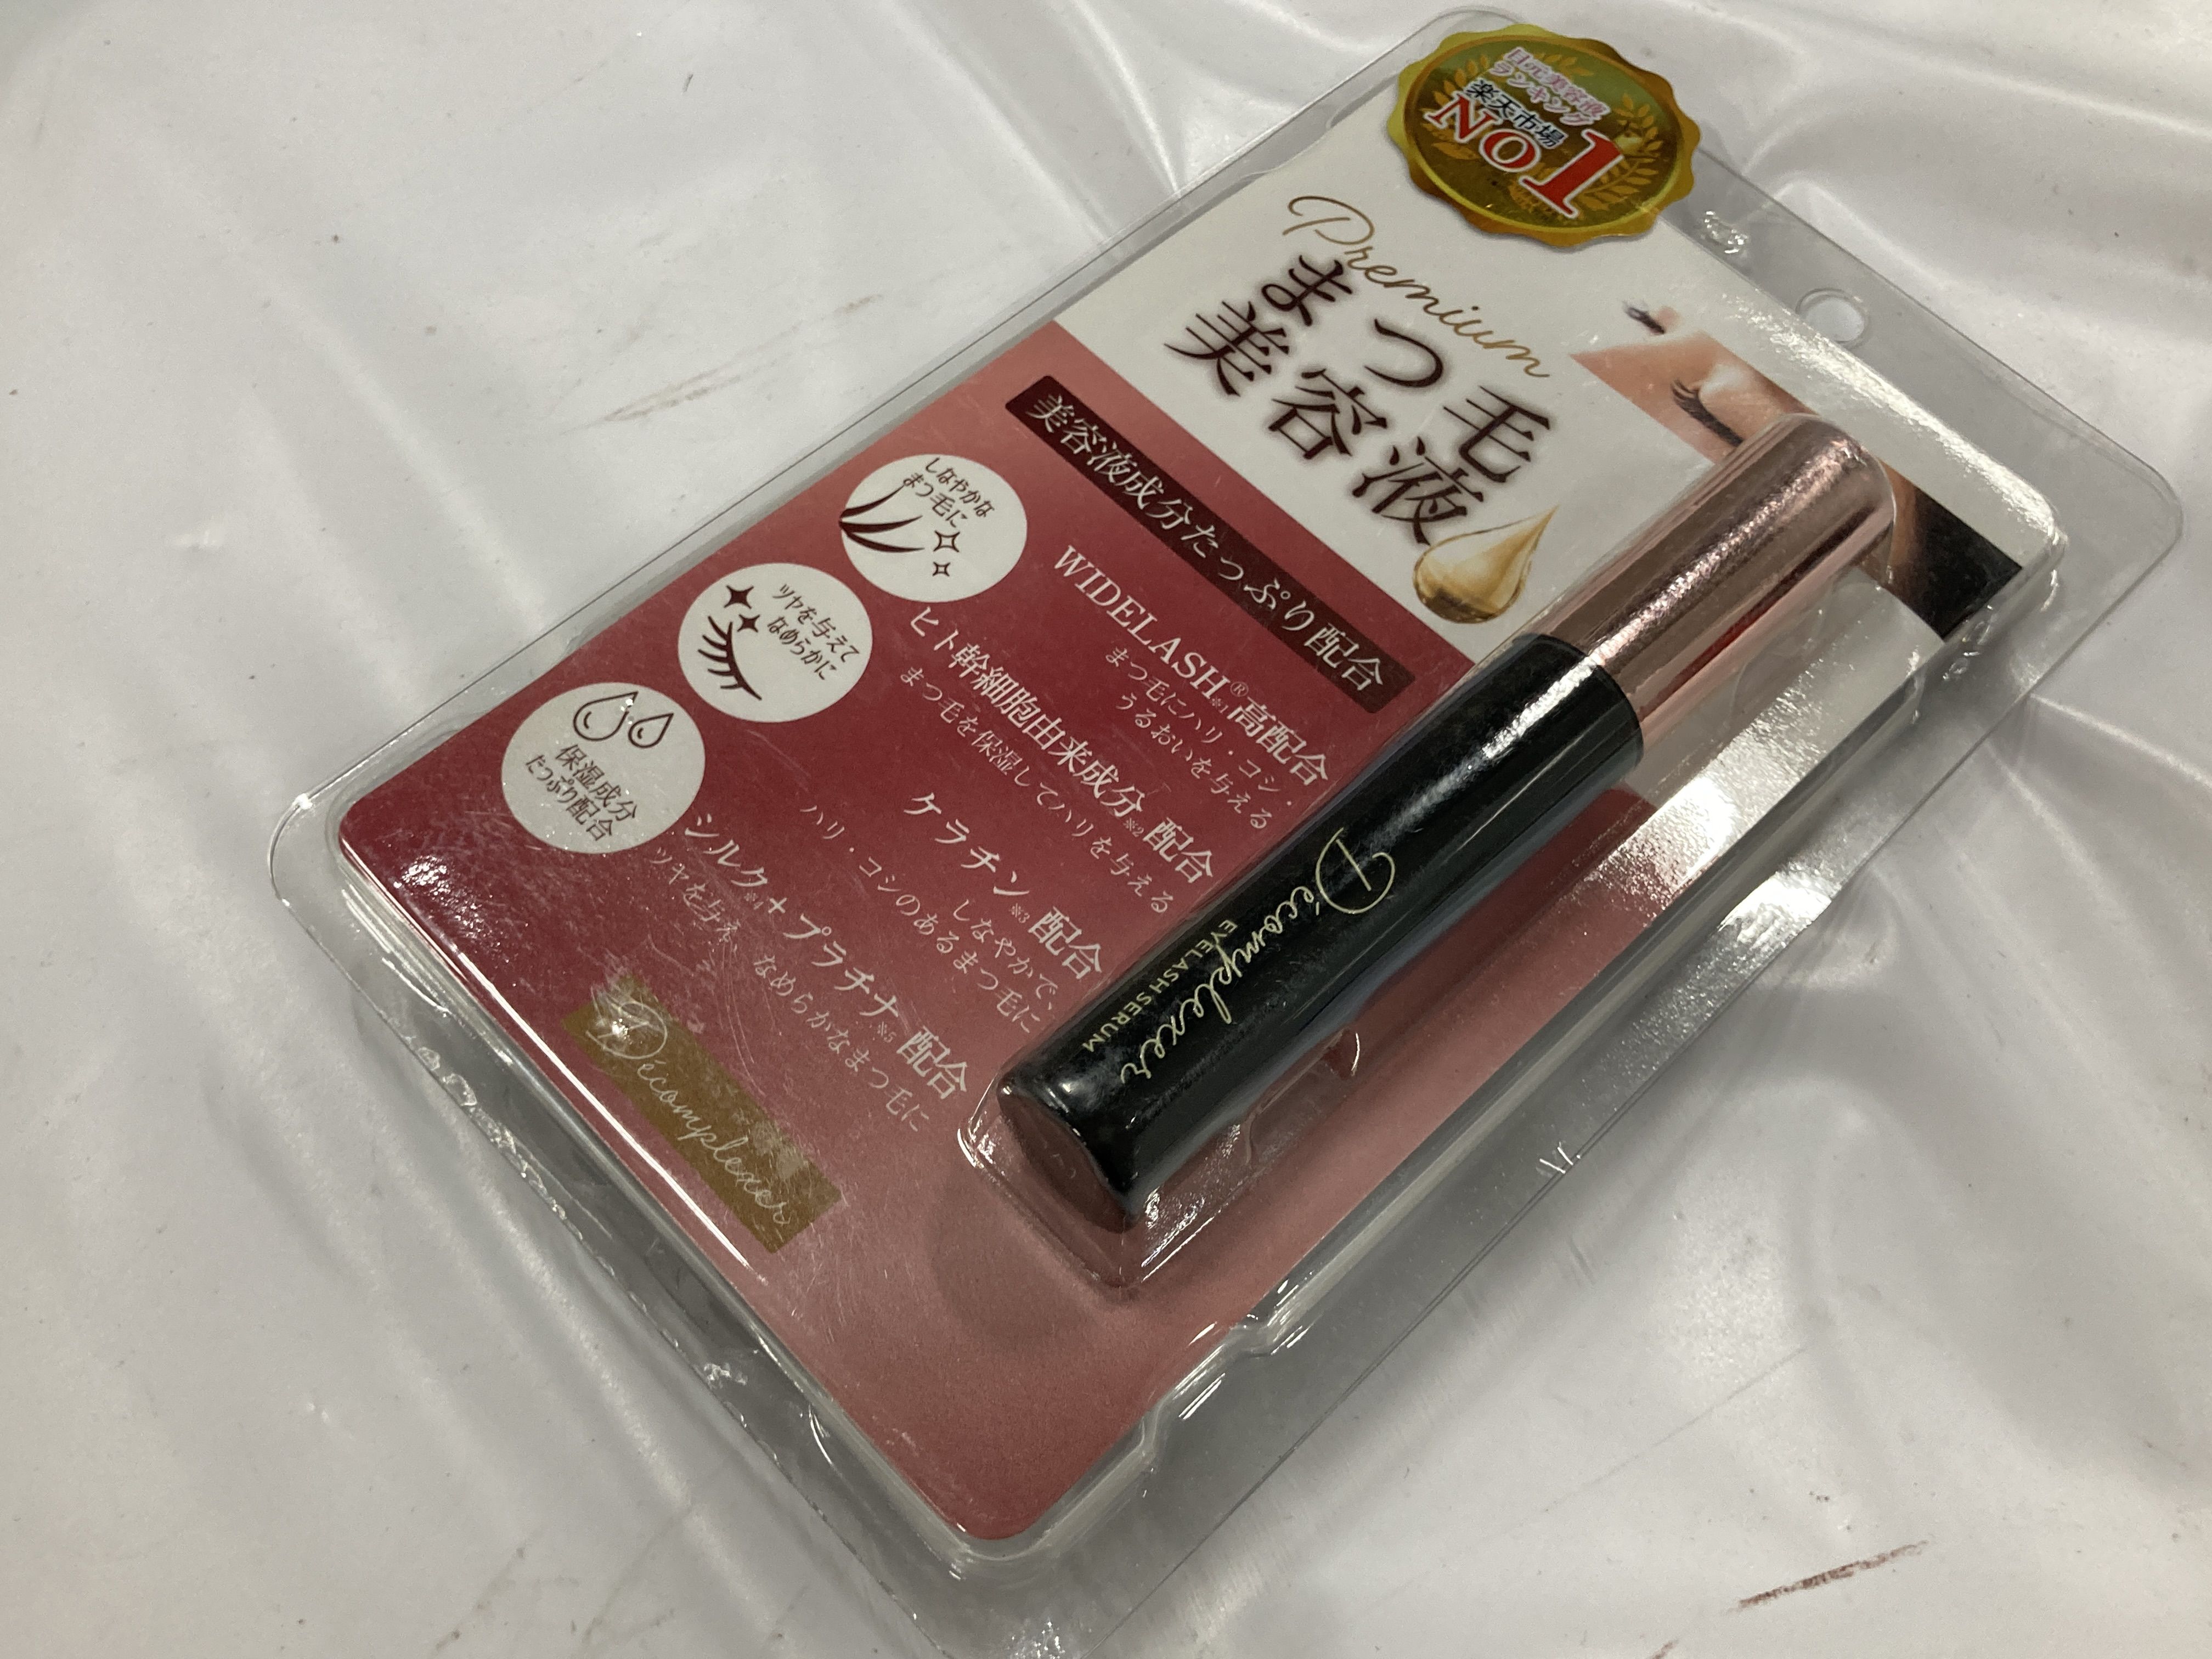 目元美容液
ランキング
楽天市場
NO1
Premium
まつ毛
美容液
美容液成分たっぷり配合
WIDELASH®※1高配合
まつ毛にハリ・コシ・
うるおいを与える
ヒト幹細胞由来成分※2配合
まつ毛を保湿してハリを与える
ケラチン※3配合
しなやかで、
ハリ・コシのあるまつ毛に
シルク※4+プラチナ※5配合
ツヤを与え、なめらかなまつ毛に
しなやかな
まつ毛に
ツヤを与えて
なめらかに
保湿成分
たっぷり配合
Décomplexer
Décomplexer
EYELASH SERUM